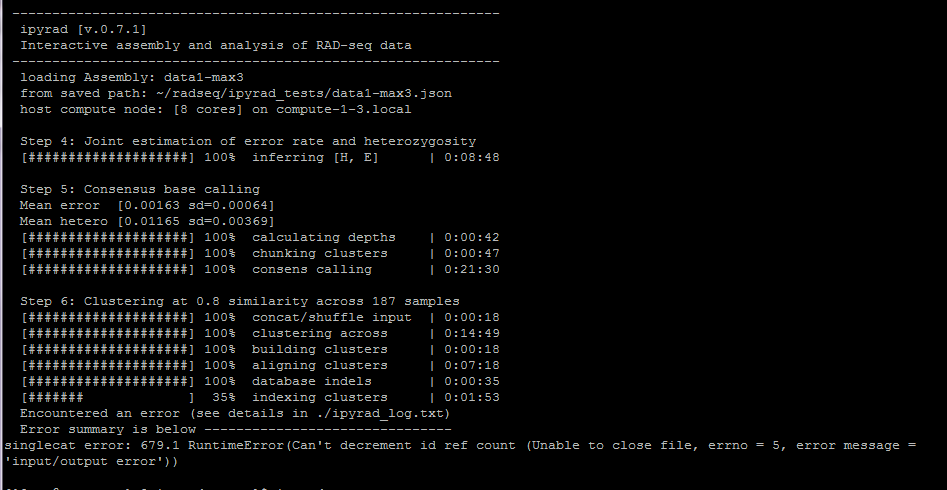 -------------------------------------------------------------
ipyrad [v.0.7.1]
Interactive assembly and analysis of RAD-seq data
-------------------------------------------------------------
loading Assembly: data1-max3
from saved path: ~/radseq/ipyrad_tests/data1-max3.json
host compute node: [8 cores] on compute-1-3.local
Step 4: Joint estimation of error rate and heterozygosity
[####################] 100%  inferring [H, E]      | 0:08:48
Step 5: Consensus base calling
Mean error  [0.00163 sd=0.00064]
Mean hetero [0.01165 sd=0.00369]
[####################] 100%  calculating depths    | 0:00:42
[####################] 100%  chunking clusters     | 0:00:47
[####################] 100%  consens calling       | 0:21:30
Step 6: Clustering at 0.8 similarity across 187 samples
[####################] 100%  concat/shuffle input  | 0:00:18
[####################] 100%  clustering across     | 0:14:49
[####################] 100%  building clusters     | 0:00:18
[####################] 100%  aligning clusters     | 0:07:18
[####################] 100%  database indels       | 0:00:35
[#######             ]  35%  indexing clusters     | 0:01:53
Encountered an error (see details in ./ipyrad_log.txt)
Error summary is below -------------------------------
singlecat error: 679.1 RuntimeError(Can't decrement id ref count (Unable to close file, errno = 5, error message =
'input/output error'))